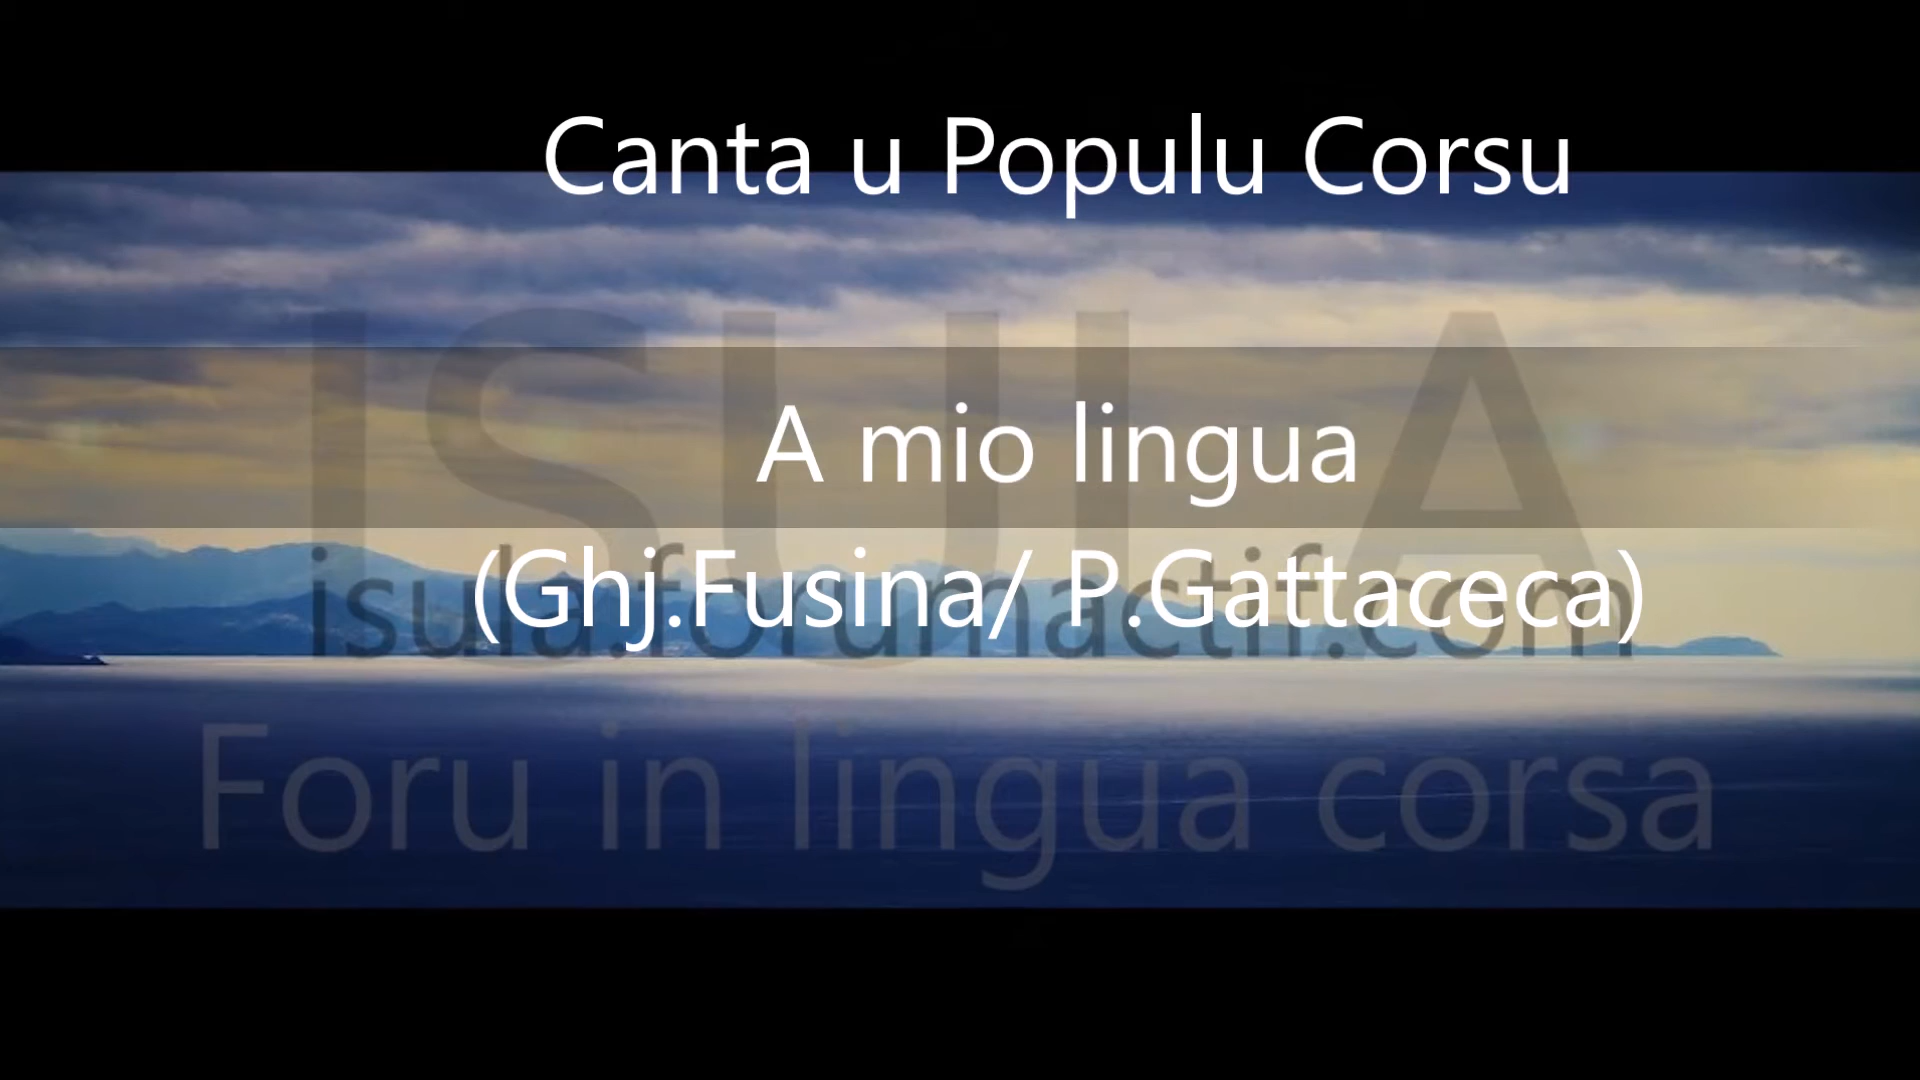 Canta u Populu Corsu
ISULA
A mio lingua
(Ghj.Fusina/ P.Gattaceca)
isula.forumactif.com
Foru in lingua corsa